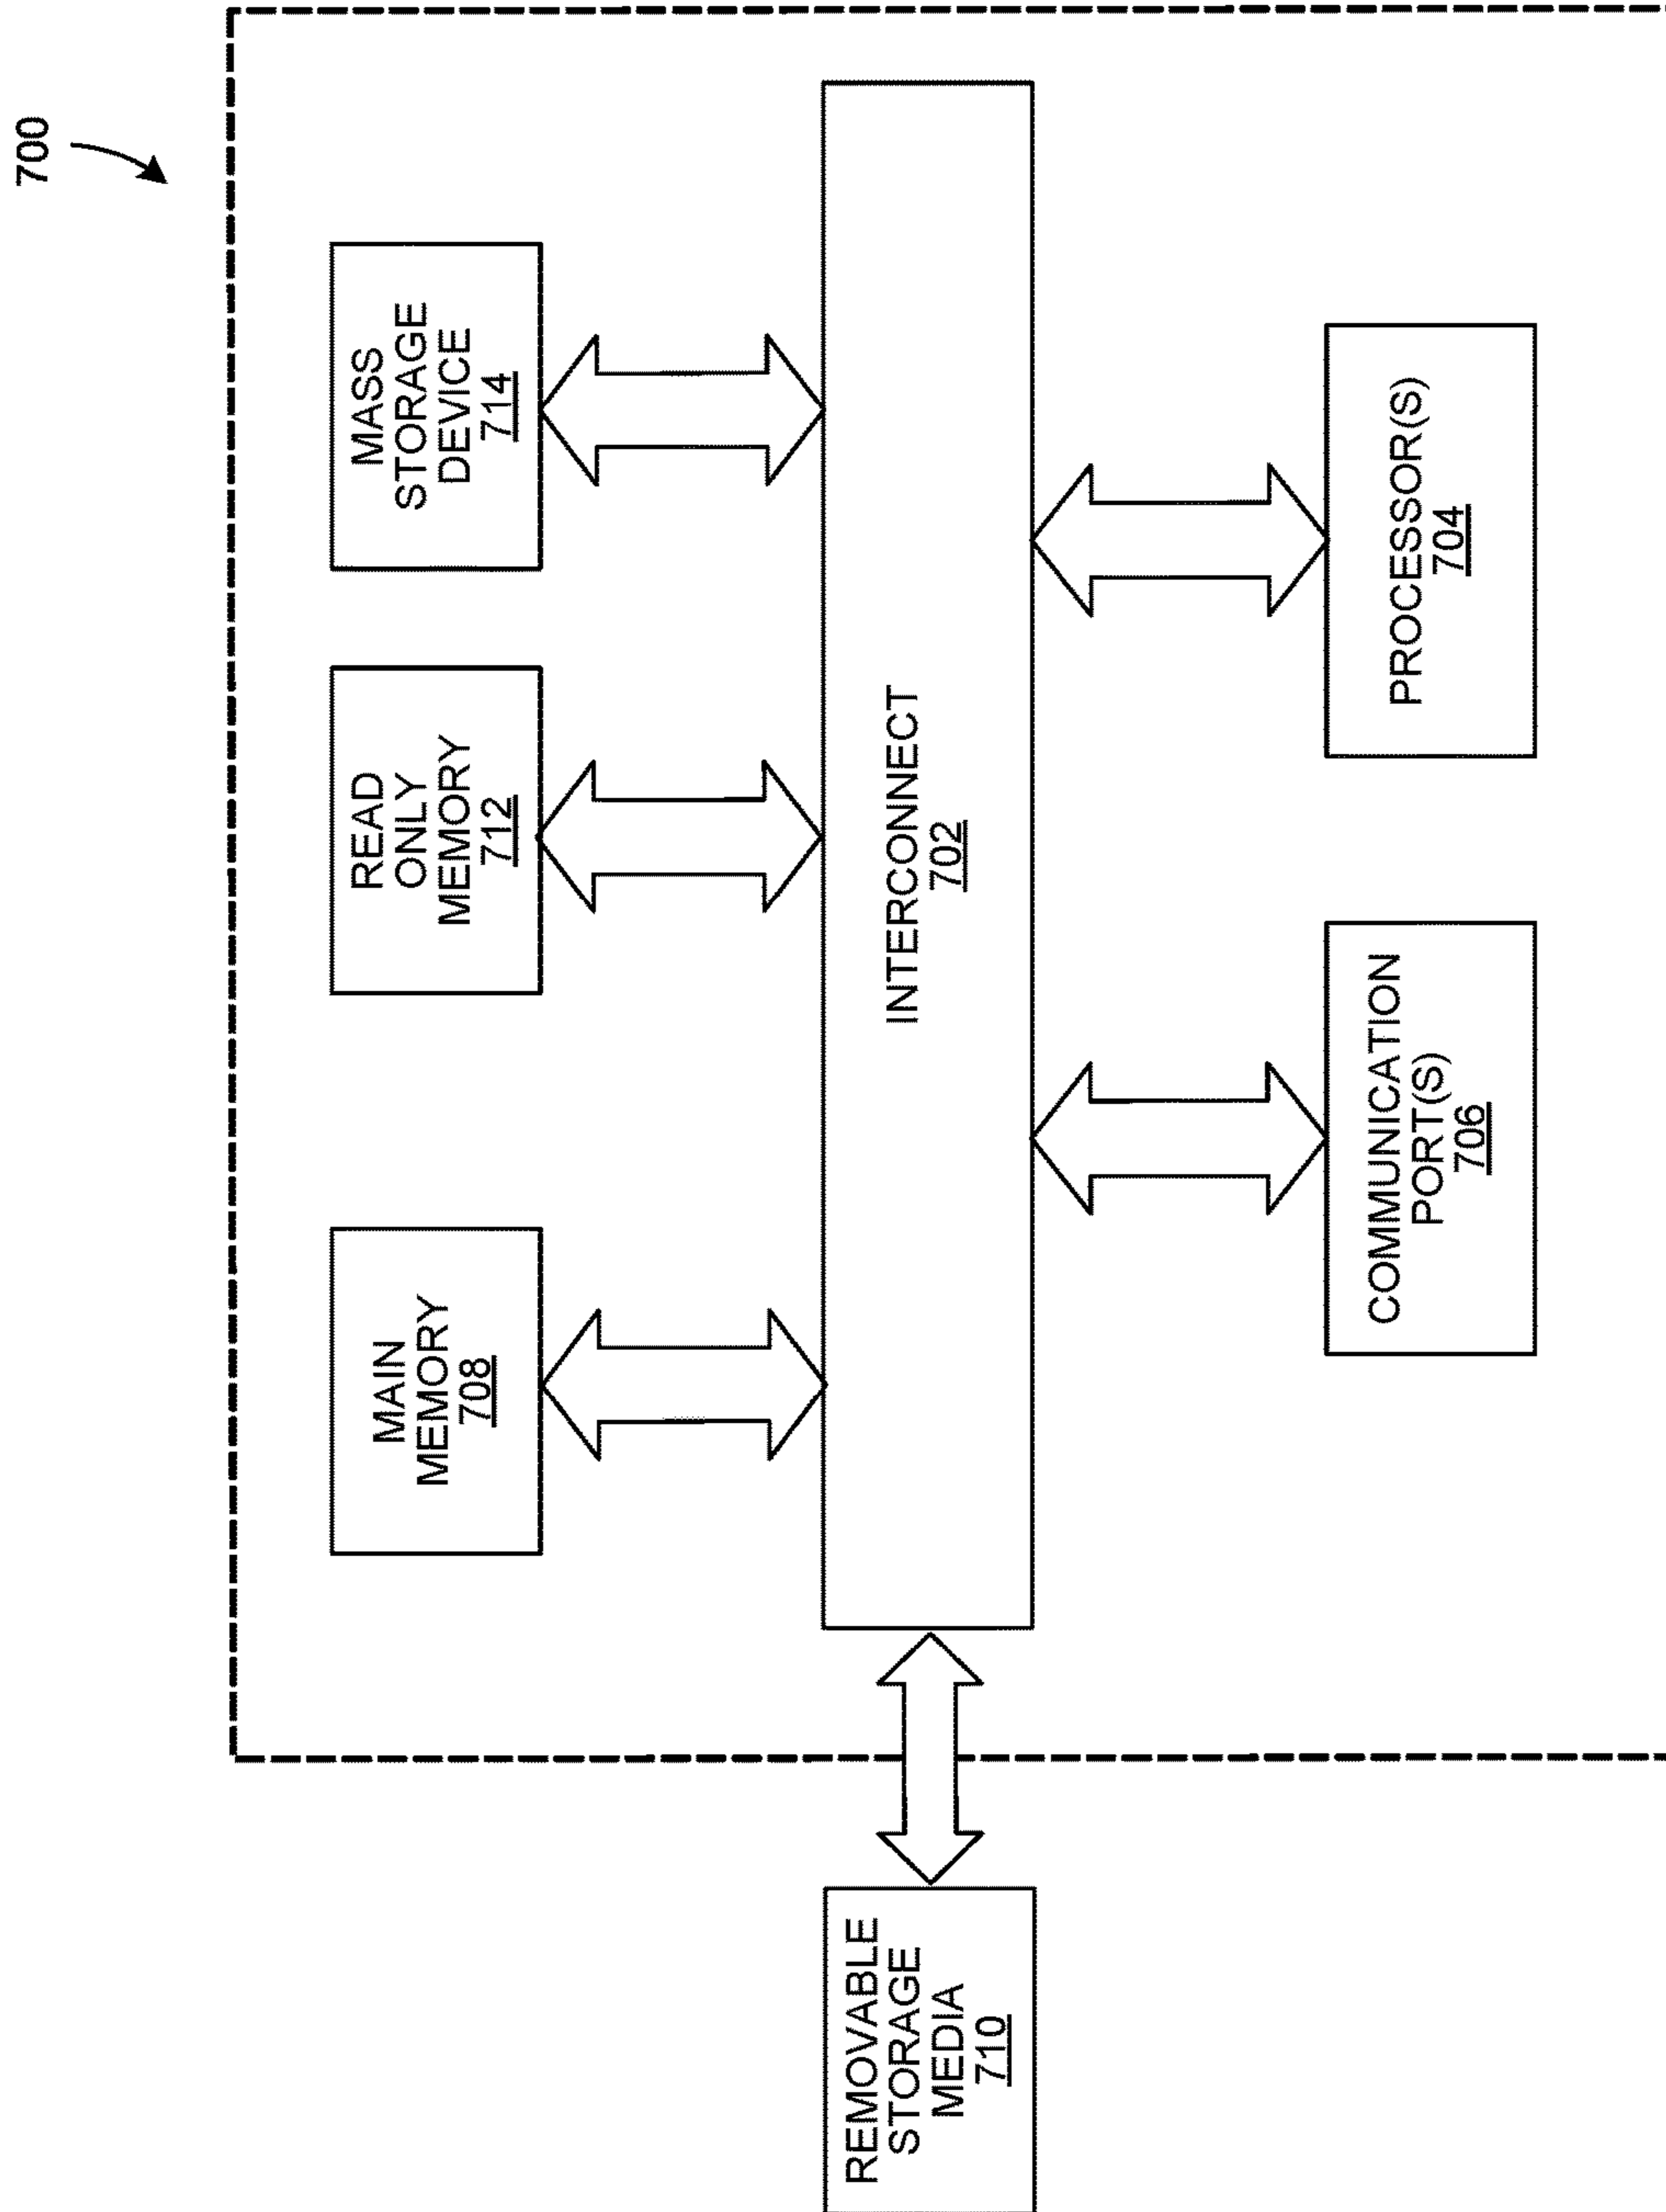 700
MAIN
MEMORY
708
READ
ONLY
MEMORY
712
MASS
STORAGE
DEVICE
714
REMOVABLE
STORAGE
MEDIA
710
INTERCONNECT
702
COMMUNICATION
PORT(S)
706
PROCESSOR(S)
704